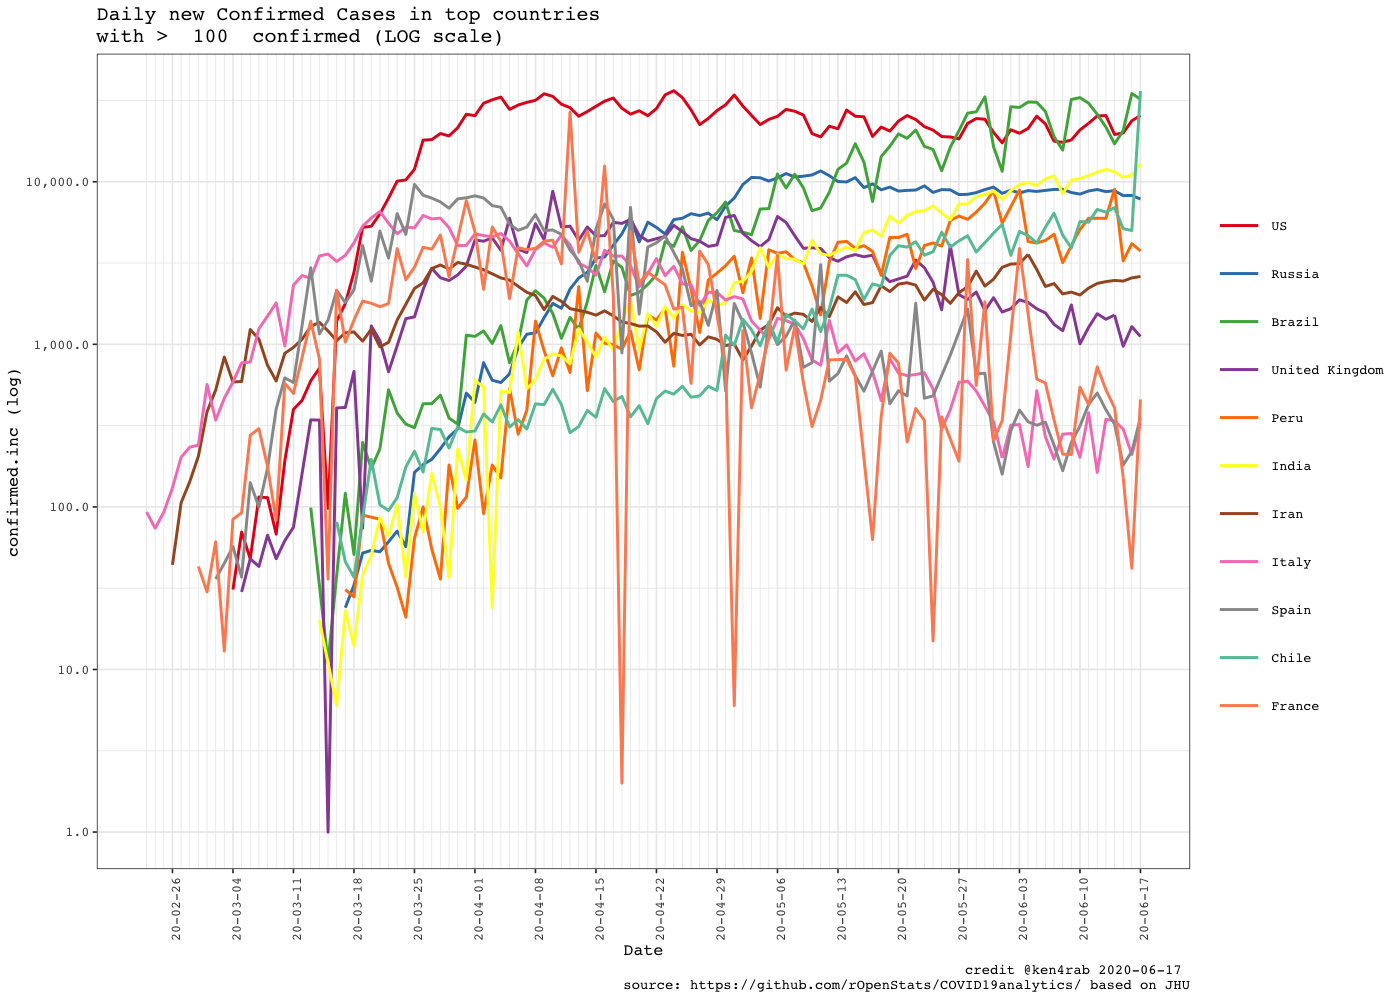 Daily new Confirmed Cases in top countries
with >  100  confirmed (LOG scale)
confirmed.inc (log)
10,000.0
1,000.0
100.0
10.0
1.0
20-02-26
20-03-04
20-03-11
20-03-18
20-03-25
20-04-01
20-04-08
20-04-15
20-04-22
20-04-29
20-05-06
20-05-13
20-05-20
20-05-27
20-06-03
20-06-10
20-06-17
Date
US
Russia
Brazil
United Kingdom
Peru
India
Iran
Italy
Spain
Chile
France
credit @ken4rab 2020-06-17
source: https://github.com/rOpenStats/COVID19analytics/ based on JHU